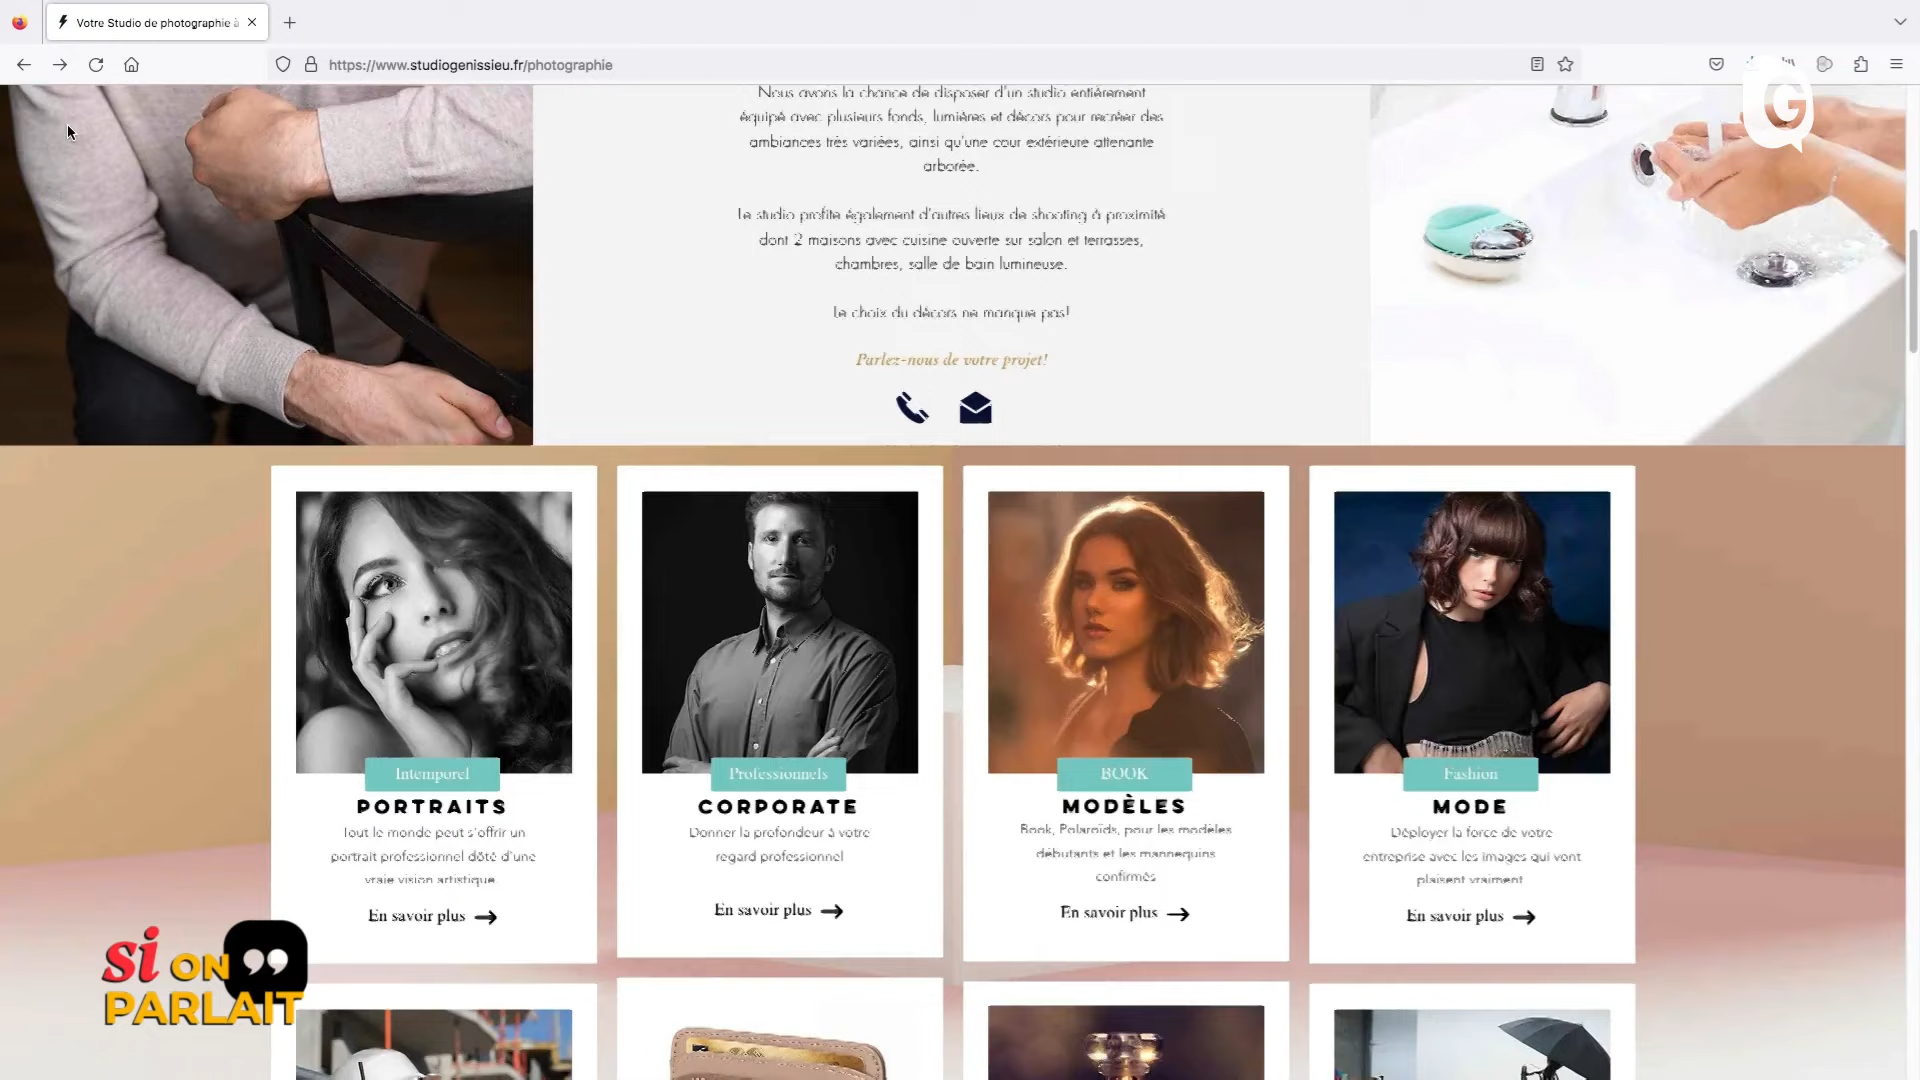 Votre Studio de photographie à
https://www.studiogenissieu.fr/photographie
Nous avons la chance de disposer d'un studio entièrement
équipé avec plusieurs fonds, lumières et décors pour recréer des
ambiances très variées, ainsi qu'une cour extérieure attenante
arborée.
Le studio profite également d'autres lieux de shooting à proximité
dont 2 maisons avec cuisine ouverte sur salon et terrasses,
chambres, salle de bain lumineuse.
Le choix du décors ne manque pas!
Parlez-nous de votre projet!
Intemporel
PORTRAITS
Tout le monde peut s'offrir un
portrait professionnel dôté d'une
vraie vision artistique.
En savoir plus
Professionnels
CORPORATE
Donner la profondeur à votre
regard professionnel
En savoir plus
BOOK
MODÈLES
Book, Polaroïds, pour les modèles
débutants et les mannequins
confirmés
En savoir plus
Fashion
MODE
Déployer la force de votre
entreprise avec les images qui vont
plaisent vraiment
En savoir plus
si ON
PARLAIT
G